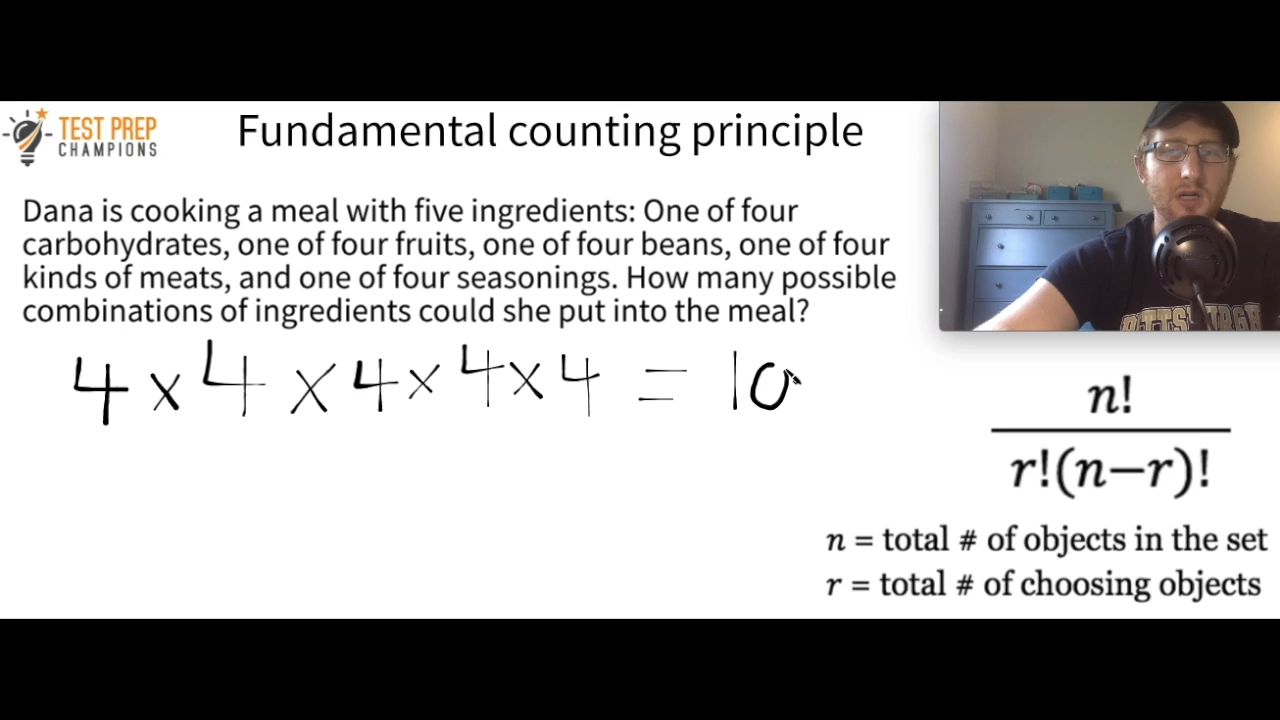 TEST PREP
CHAMPIONS
Fundamental counting principle
Dana is cooking a meal with five ingredients: One of four
carbohydrates, one of four fruits, one of four beans, one of four
kinds of meats, and one of four seasonings. How many possible
combinations of ingredients could she put into the meal?
4 x 4 x 4 x 4 x 4 = 10
PITTSBURGH
n!
r!(n−r)!
n = total # of objects in the set
r = total # of choosing objects